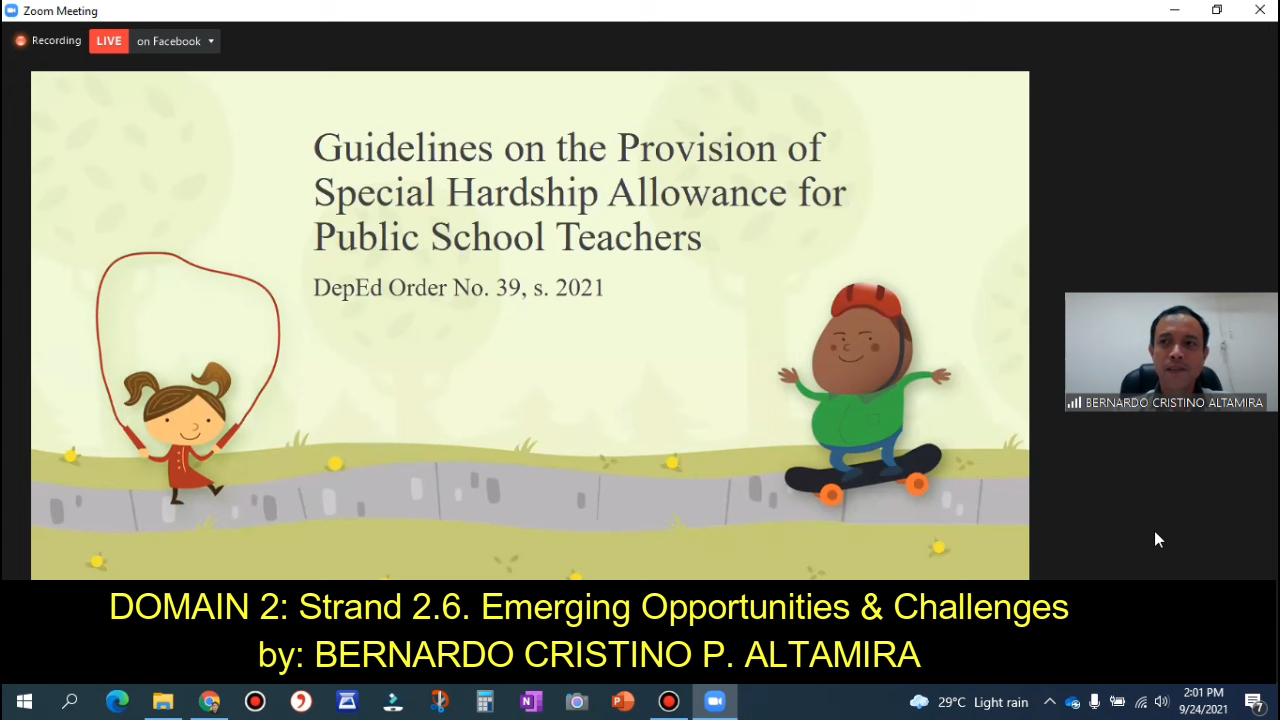 Zoom Meeting
Recording
LIVE
on Facebook
Guidelines on the Provision of
Special Hardship Allowance for
Public School Teachers
DepEd Order No. 39, s. 2021
BERNARDO CRISTINO ALTAMIRA
DOMAIN 2: Strand 2.6. Emerging Opportunities & Challenges
by: BERNARDO CRISTINO P. ALTAMIRA
29°C Light rain
2:01 PM
9/24/2021
7